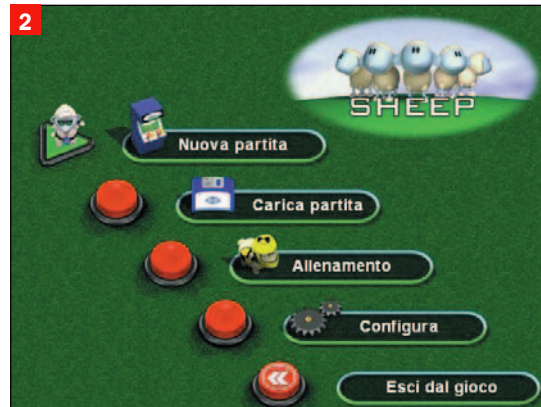 2
SHEEP
Nuova partita
Carica partita
Allenamento
Configura
Esci dal gioco